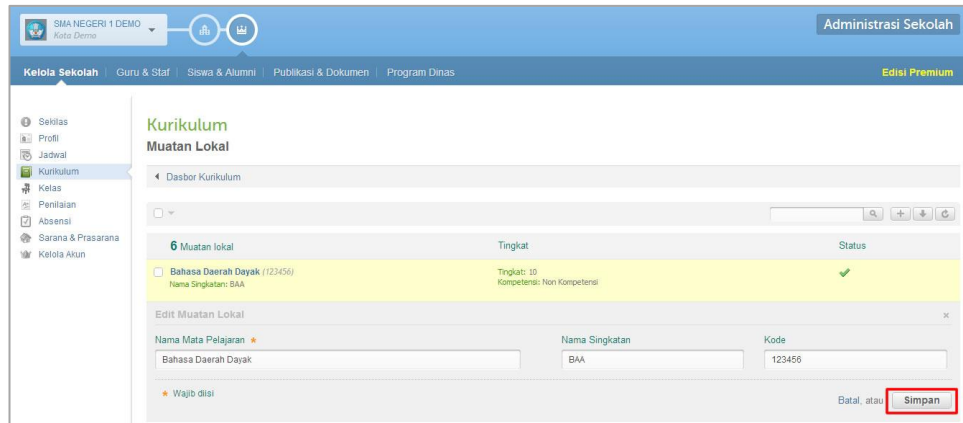 SMA NEGERI 1 DEMO
Kota Demo
Administrasi Sekolah
Kelola Sekolah | Guru & Staf | Siswa & Alumni | Publikasi & Dokumen | Program Dinas
Edisi Premium
Sekilas
Profil
Jadwal
Kurikulum
Kelas
Penilaian
Absensi
Sarana & Prasarana
Kelola Akun
Kurikulum
Muatan Lokal
Dasbor Kurikulum
6 Muatan lokal Tingkat Status
Bahasa Daerah Dayak (123456) Tingkat: 10
Nama Singkatan: BAA Kompetensi: Non Kompetensi
Edit Muatan Lokal
Nama Mata Pelajaran * Nama Singkatan Kode
Bahasa Daerah Dayak BAA 123456
* Wajib diisi
Batal, atau Simpan